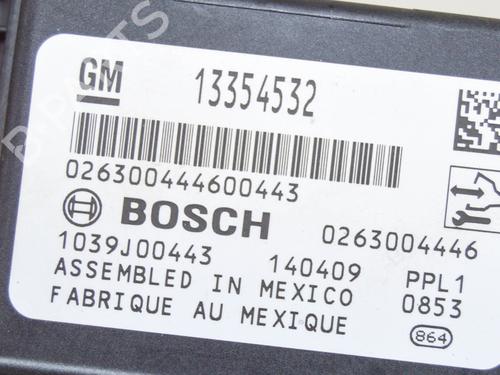 GM 13354532
026300444600443
BOSCH 0263004446
1039J00443 140409 PPL1
ASSEMBLED IN MEXICO 0853
FABRIQUE AU MEXIQUE 864